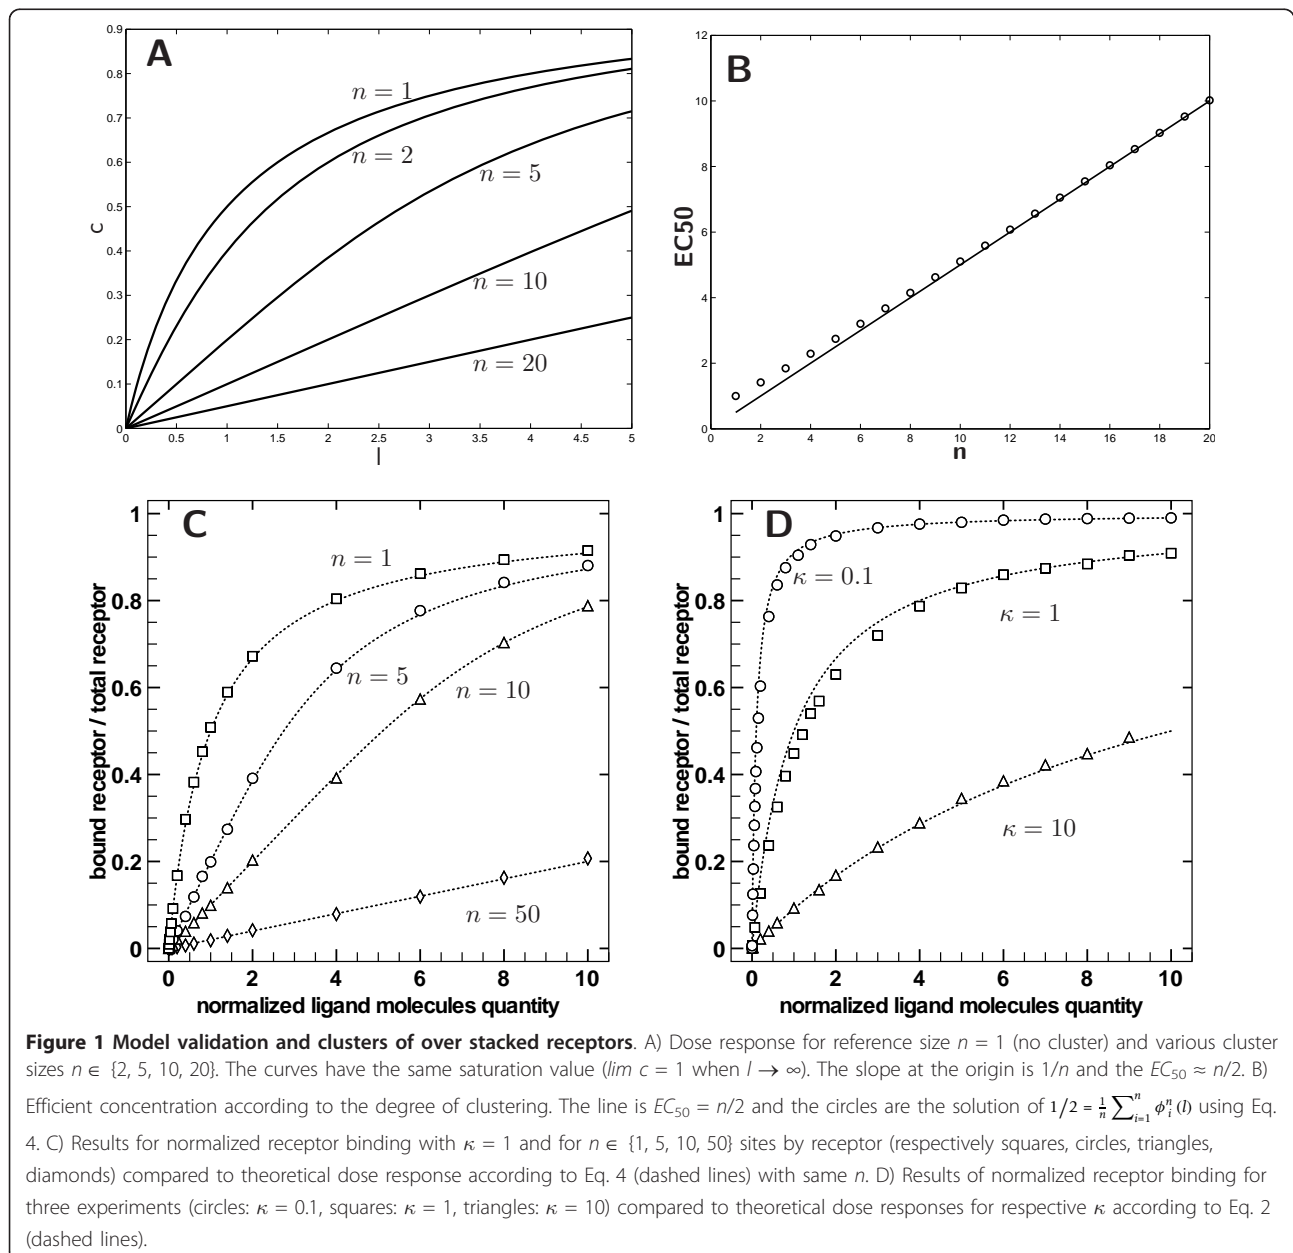 A
n = 1
n = 2
n = 5
n = 10
n = 20
0.9
0.8
0.7
0.6
0.5
0.4
0.3
0.2
0.1
0
c
0 0.5 1 1.5 2 2.5 3 3.5 4 4.5 5
l
B
12
10
8
6
4
2
0
EC50
0 2 4 6 8 10 12 14 16 18 20
n
C
n = 1
n = 5
n = 10
n = 50
1
0.8
0.6
0.4
0.2
0
bound receptor / total receptor
0 2 4 6 8 10
normalized ligand molecules quantity
D
κ = 0.1
κ = 1
κ = 10
1
0.8
0.6
0.4
0.2
0
bound receptor / total receptor
0 2 4 6 8 10
normalized ligand molecules quantity
Figure 1 Model validation and clusters of over stacked receptors. A) Dose response for reference size n = 1 (no cluster) and various cluster
sizes n ∈ {2, 5, 10, 20}. The curves have the same saturation value (lim c = 1 when l → ∞). The slope at the origin is 1/n and the EC₅₀ ≈ n/2. B)
Efficient concentration according to the degree of clustering. The line is EC₅₀ = n/2 and the circles are the solution of 1/2 = 1/n ∑ⁿᵢ₌₁ ϕⁿᵢ (l) using Eq.
4. C) Results for normalized receptor binding with κ = 1 and for n ∈ {1, 5, 10, 50} sites by receptor (respectively squares, circles, triangles,
diamonds) compared to theoretical dose response according to Eq. 4 (dashed lines) with same n. D) Results of normalized receptor binding for
three experiments (circles: κ = 0.1, squares: κ = 1, triangles: κ = 10) compared to theoretical dose responses for respective κ according to Eq. 2
(dashed lines).